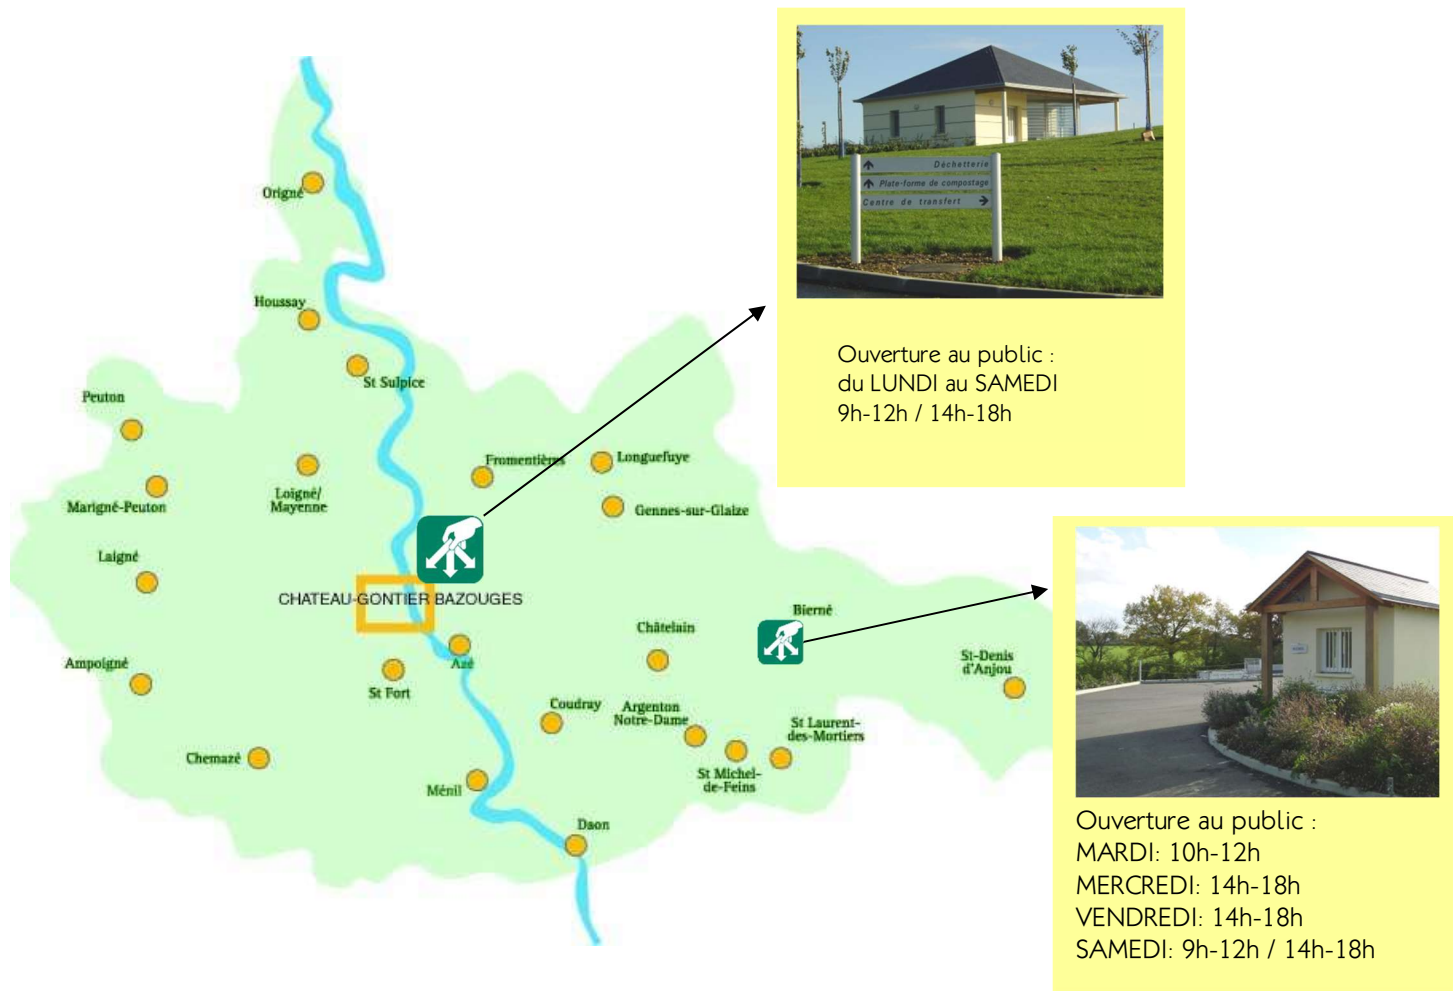 Déchetterie
Plate-forme de compostage
Centre de transfert
Origné
Houssay
Ouverture au public :
du LUNDI au SAMEDI
9h-12h / 14h-18h
St Sulpice
Peuton
Fromentières
Longuefuye
Loigné/
Mayenne
Marigné-Peuton
Gennes-sur-Glaize
Laigné
CHATEAU-GONTIER BAZOUGES
Bierné
Châtelain
Azé
Ampoigné
St Fort
St-Denis
d'Anjou
Coudray
Argenton
Notre-Dame
St Laurent-
des-Mortiers
Chemazé
St Michel-
de-Feins
Ménil
Daon
Ouverture au public :
MARDI: 10h-12h
MERCREDI: 14h-18h
VENDREDI: 14h-18h
SAMEDI: 9h-12h / 14h-18h